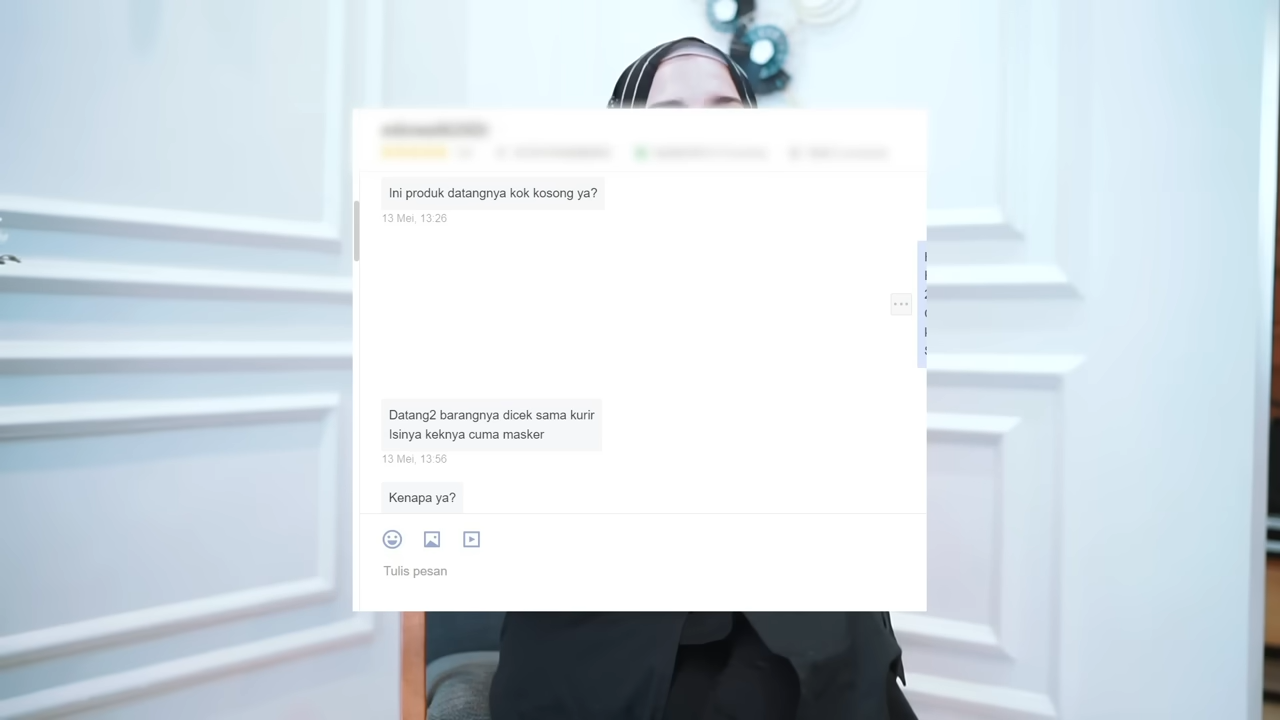 Ini produk datangnya kok kosong ya?
13 Mei, 13:26
Datang2 barangnya dicek sama kurir
Isinya keknya cuma masker
13 Mei, 13:56
Kenapa ya?
Tulis pesan